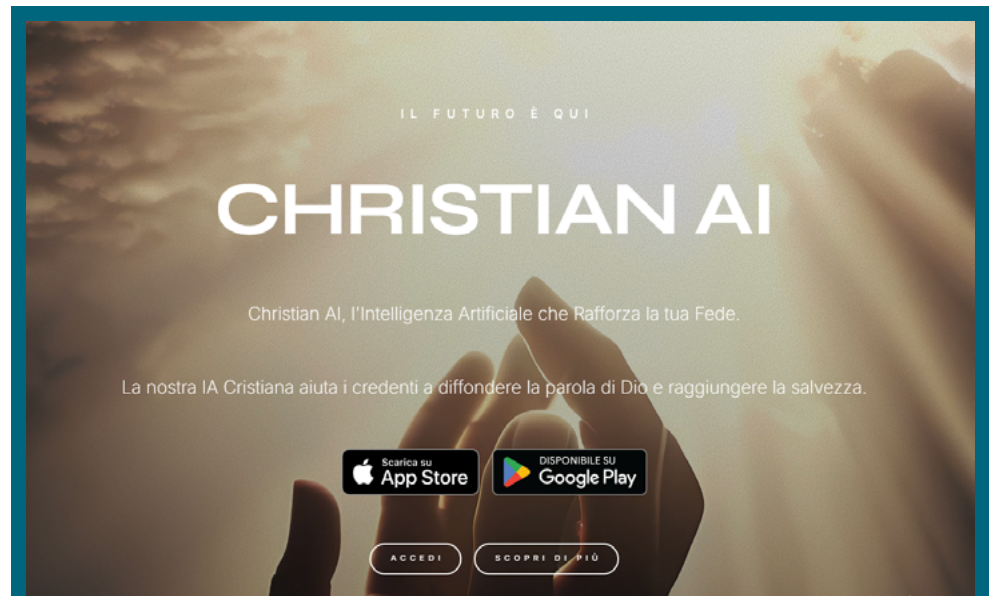 IL FUTURO È QUI
CHRISTIAN AI
Christian AI, l'Intelligenza Artificiale che Rafforza la tua Fede.
La nostra IA Cristiana aiuta i credenti a diffondere la parola di Dio e raggiungere la salvezza.
Scarica su
App Store
DISPONIBILE SU
Google Play
ACCEDI
SCOPRI DI PIÙ